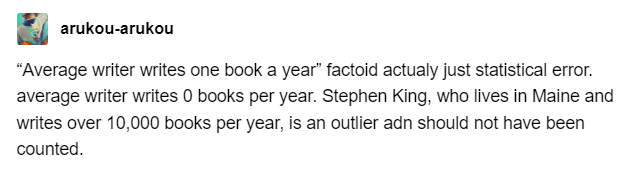 arukou-arukou
“Average writer writes one book a year” factoid actualy just statistical error.
average writer writes 0 books per year. Stephen King, who lives in Maine and
writes over 10,000 books per year, is an outlier adn should not have been
counted.